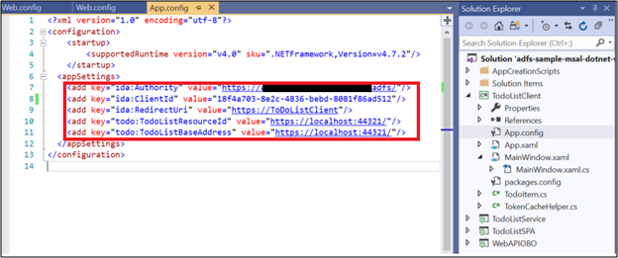 Web.config
Web.config
App.config
1 <?xml version="1.0" encoding="utf-8"?>
2 <configuration>
3 <startup>
4 <supportedRuntime version="v4.0" sku=".NETFramework,Version=v4.7.2"/>
5 </startup>
6 <appSettings>
7 <add key="ida:Authority" value="https:// adfs/"/>
8 <add key="ida:ClientId" value="18f4a703-8e2c-4836-bebd-8081f86ad512"/>
9 <add key="ida:RedirectUri" value="https://ToDoListClient"/>
10 <add key="todo:TodoListResourceId" value="https://localhost:44321/"/>
11 <add key="todo:TodoListBaseAddress" value="https://localhost:44321/"/>
12 </appSettings>
13 </configuration>
14
Solution Explorer
Search Solution Explorer (Ctrl+;)
Solution 'adfs-sample-msal-dotnet-
AppCreationScripts
Solution Items
TodoListClient
Properties
References
App.config
App.xaml
MainWindow.xaml
MainWindow.xaml.cs
packages.config
TodoItem.cs
TokenCacheHelper.cs
TodoListService
TodoListSPA
WebAPIOBO